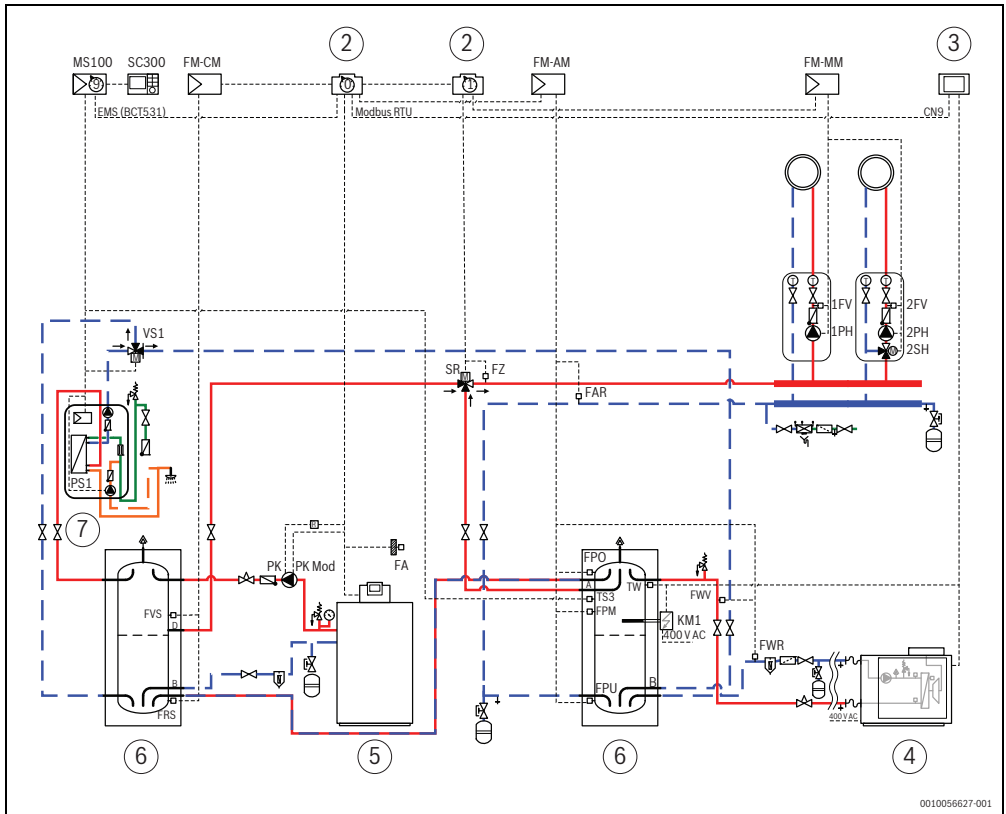 2 2 3
MS100 SC300 FM-CM FM-AM FM-MM
9 0 1
EMS (BCT531) Modbus RTU CN9
T T T T
1FV 2FV
1PH 2PH
M 2SH
VS1
M
SR M FZ
FAR
PS1
7
R
PK PK Mod
FA
FPO
A TW
TS3 FWV
FPM
KM1
400 V AC
FVS
D
FWR
B FPU B
FRS
400 V AC
6 5 6 4
0010056627-001